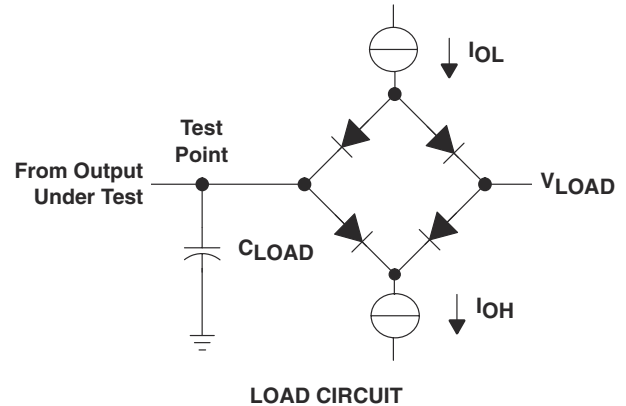 IOL
Test
Point
From Output
Under Test
VLOAD
CLOAD
IOH
LOAD CIRCUIT